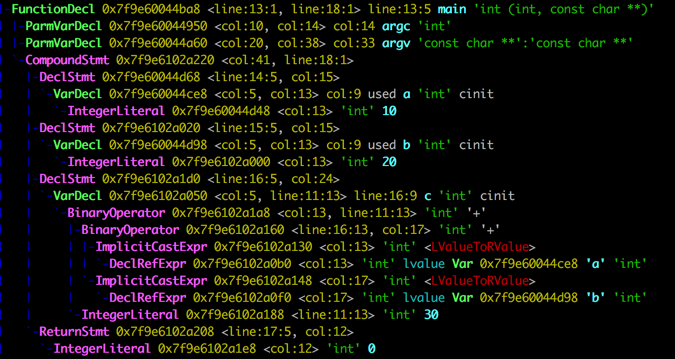 FunctionDecl 0x7f9e60044ba8 <line:13:1, line:18:1> line:13:5 main 'int (int, const char **)'
|-ParmVarDecl 0x7f9e60044950 <col:10, col:14> col:14 argc 'int'
|-ParmVarDecl 0x7f9e60044a60 <col:20, col:38> col:33 argv 'const char **':'const char **'
`-CompoundStmt 0x7f9e6102a220 <col:41, line:18:1>
|-DeclStmt 0x7f9e60044d68 <line:14:5, col:15>
| `-VarDecl 0x7f9e60044ce8 <col:5, col:13> col:9 used a 'int' cinit
|   `-IntegerLiteral 0x7f9e60044d48 <col:13> 'int' 10
|-DeclStmt 0x7f9e6102a020 <line:15:5, col:15>
| `-VarDecl 0x7f9e60044d98 <col:5, col:13> col:9 used b 'int' cinit
|   `-IntegerLiteral 0x7f9e6102a000 <col:13> 'int' 20
|-DeclStmt 0x7f9e6102a1d0 <line:16:5, col:24>
| `-VarDecl 0x7f9e6102a050 <col:5, line:11:13> line:16:9 c 'int' cinit
|   `-BinaryOperator 0x7f9e6102a1a8 <col:13, line:11:13> 'int' '+'
|     |-BinaryOperator 0x7f9e6102a160 <line:16:13, col:17> 'int' '+'
|     | |-ImplicitCastExpr 0x7f9e6102a130 <col:13> 'int' <LValueToRValue>
|     | | `-DeclRefExpr 0x7f9e6102a0b0 <col:13> 'int' lvalue Var 0x7f9e60044ce8 'a' 'int'
|     | `-ImplicitCastExpr 0x7f9e6102a148 <col:17> 'int' <LValueToRValue>
|     |   `-DeclRefExpr 0x7f9e6102a0f0 <col:17> 'int' lvalue Var 0x7f9e60044d98 'b' 'int'
|     `-IntegerLiteral 0x7f9e6102a188 <line:11:13> 'int' 30
`-ReturnStmt 0x7f9e6102a208 <line:17:5, col:12>
`-IntegerLiteral 0x7f9e6102a1e8 <col:12> 'int' 0